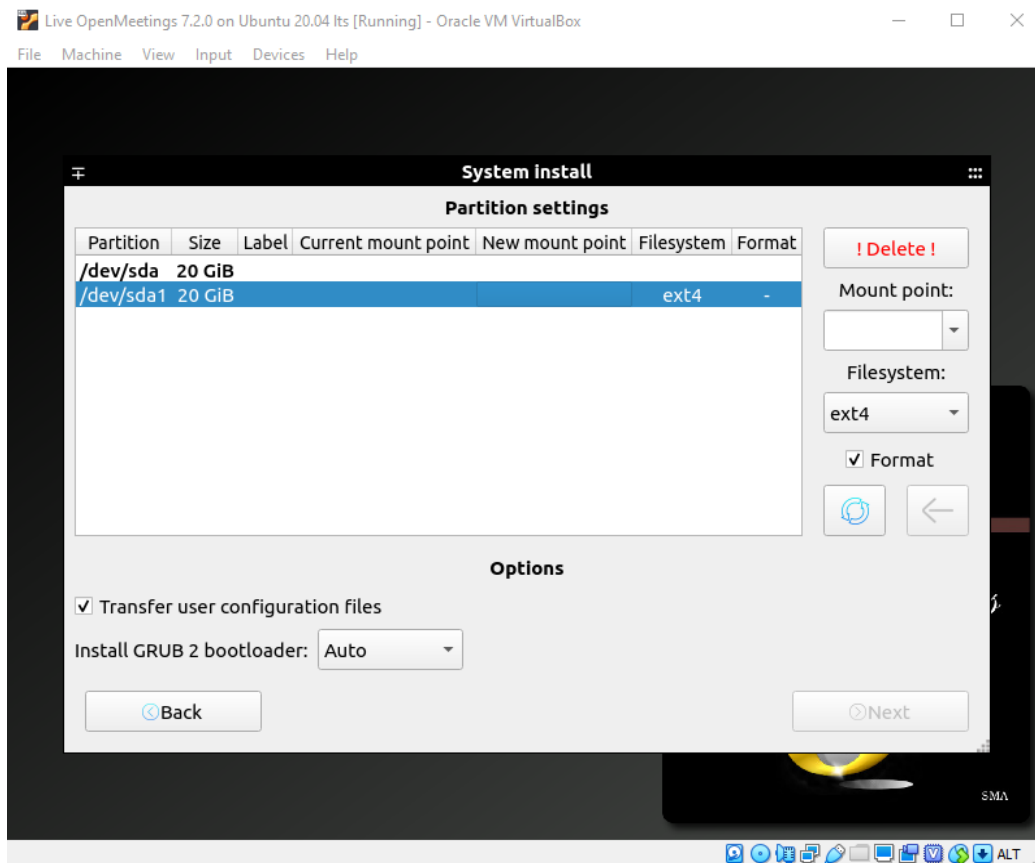 Live OpenMeetings 7.2.0 on Ubuntu 20.04 lts [Running] - Oracle VM VirtualBox
File Machine View Input Devices Help
System install
Partition settings
Partition Size Label Current mount point New mount point Filesystem Format
! Delete !
/dev/sda 20 GiB
/dev/sda1 20 GiB ext4 -
Mount point:
Filesystem:
ext4
Format
Options
Transfer user configuration files
Install GRUB 2 bootloader: Auto
Back
Next
SMA
ALT